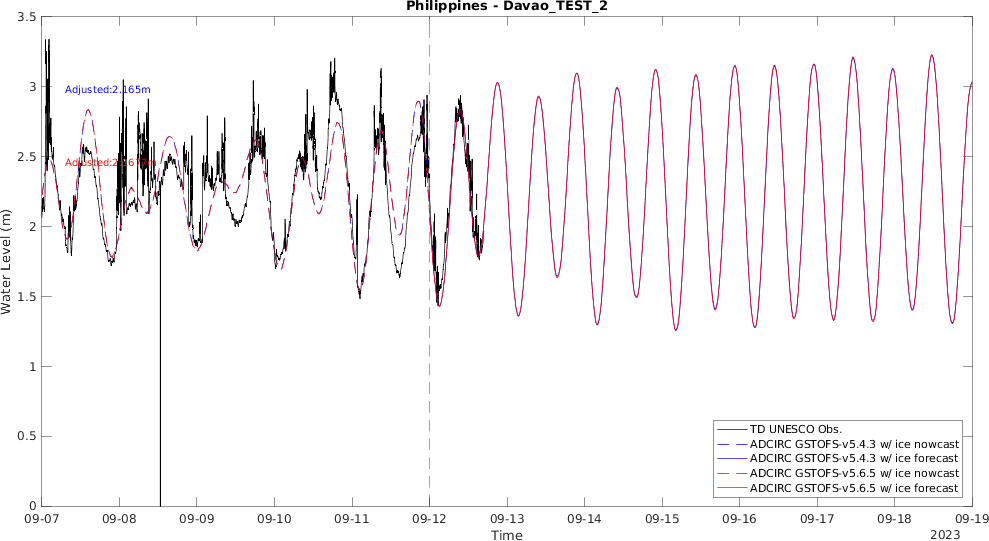 Philippines - Davao_TEST_2
3.5
3
2.5
2
1.5
1
0.5
0
Water Level (m)
Adjusted:2.165m
TD UNESCO Obs.
ADCIRC GSTOFS-v5.4.3 w/ ice nowcast
ADCIRC GSTOFS-v5.4.3 w/ ice forecast
ADCIRC GSTOFS-v5.6.5 w/ ice nowcast
ADCIRC GSTOFS-v5.6.5 w/ ice forecast
09-07
09-08
09-09
09-10
09-11
09-12
09-13
09-14
09-15
09-16
09-17
09-18
09-19
Time
2023